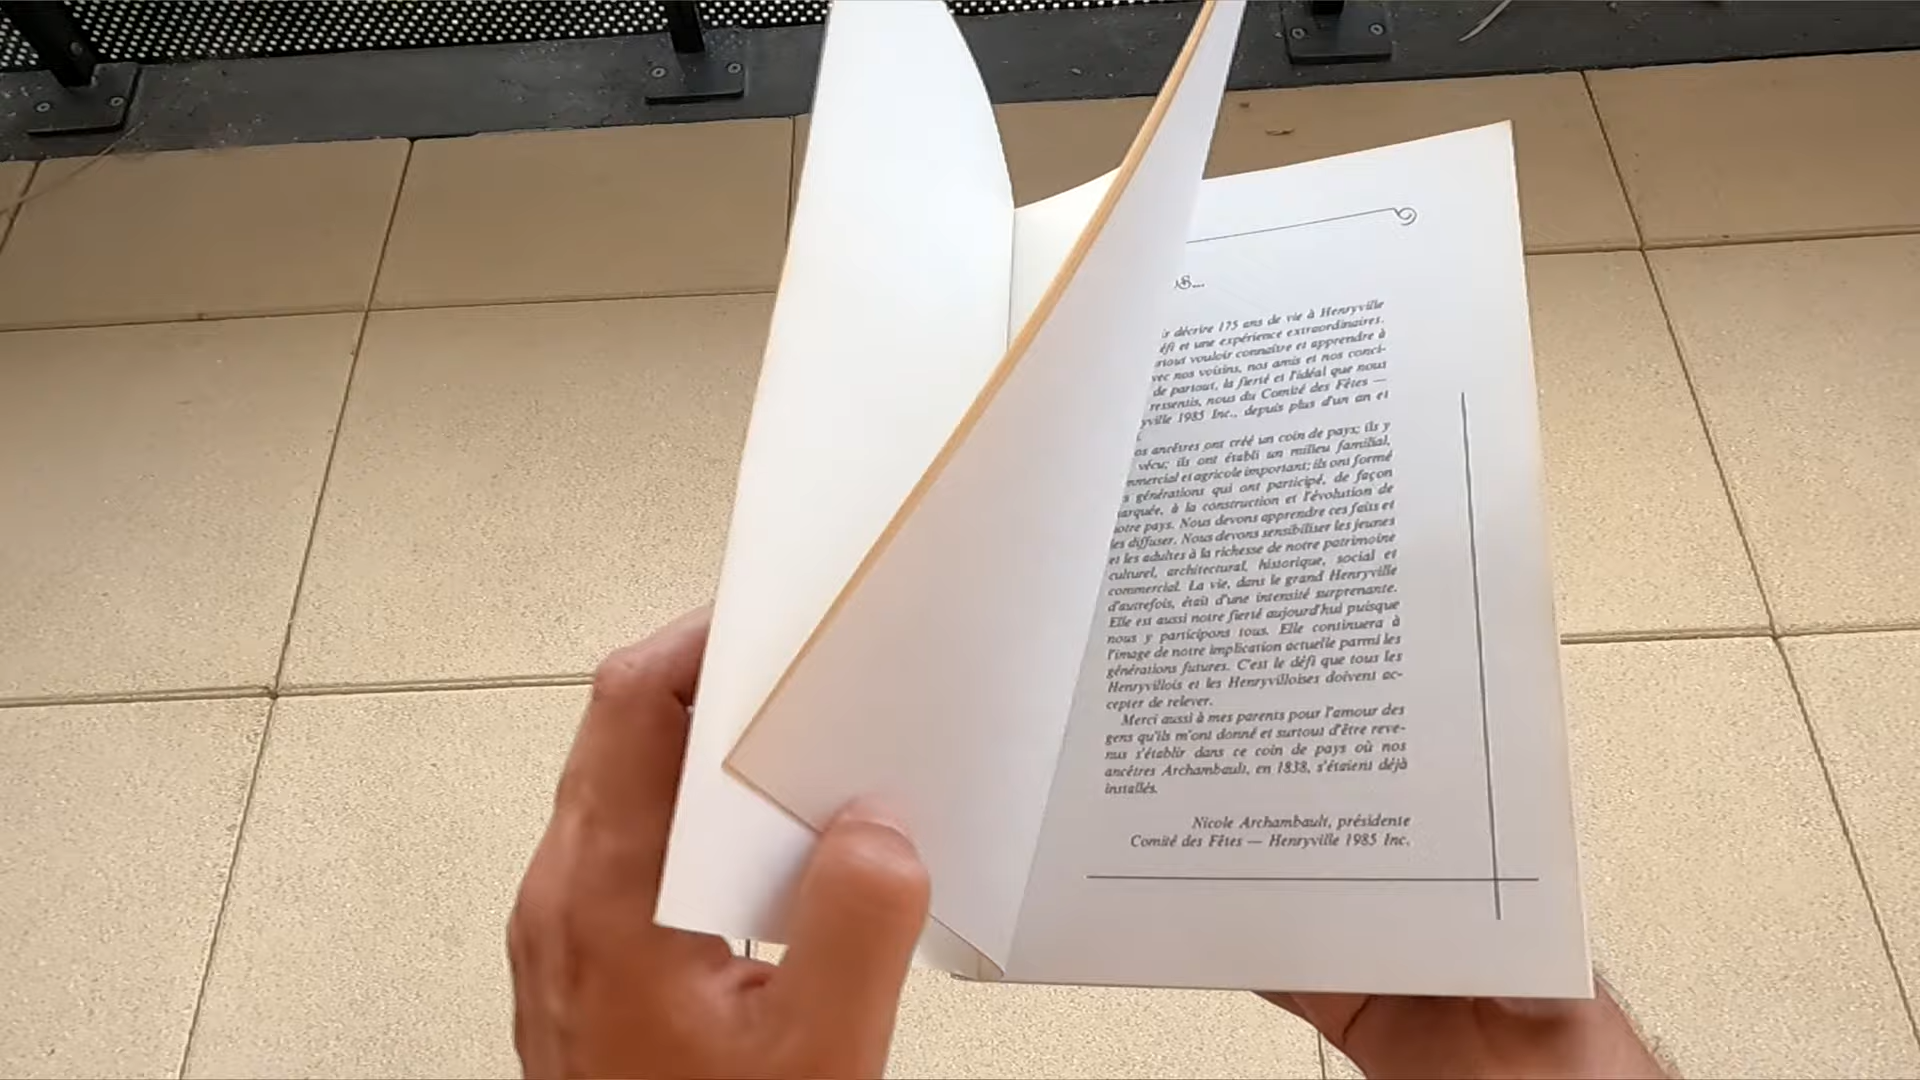 s...
décrire 175 ans de vie à Henryville
éfi et une expérience extraordinaires.
vouloir connaître et apprendre à
vec nos voisins, nos amis et nos conci-
de partout, la fierté et l'idéal que nous
ressentis, nous du Comité des Fêtes —
yville 1985 Inc., depuis plus d'un an et
os ancêtres ont créé un coin de pays; ils y
vécu; ils ont établi un milieu familial,
mmercial et agricole important; ils ont formé
s générations qui ont participé, de façon
arquée, à la construction et l'évolution de
otre pays. Nous devons apprendre ces faits et
les diffuser. Nous devons sensibiliser les jeunes
et les adultes à la richesse de notre patrimoine
culturel, architectural, historique, social et
commercial. La vie, dans le grand Henryville
d'autrefois, était d'une intensité surprenante.
Elle est aussi notre fierté aujourd'hui puisque
nous y participons tous. Elle continuera à
l'image de notre implication actuelle parmi les
générations futures. C'est le défi que tous les
Henryvillois et les Henryvilloises doivent ac-
cepter de relever.
Merci aussi à mes parents pour l'amour des
gens qu'ils m'ont donné et surtout d'être reve-
nus s'établir dans ce coin de pays où nos
ancêtres Archambault, en 1838, s'étaient déjà
installés.
Nicole Archambault, présidente
Comité des Fêtes — Henryville 1985 Inc.